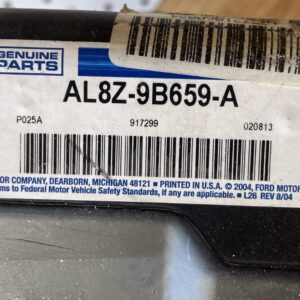 GENUINE
PARTS
AL8Z-9B659-A
P025A 917299 020813
OR COMPANY, DEARBORN, MICHIGAN 48121 ■ PRINTED IN U.S.A. © 2004, FORD MOTOR
ms to Federal Motor Vehicle Safety Standards, if any are applicable. ■ L26 REV 8/04